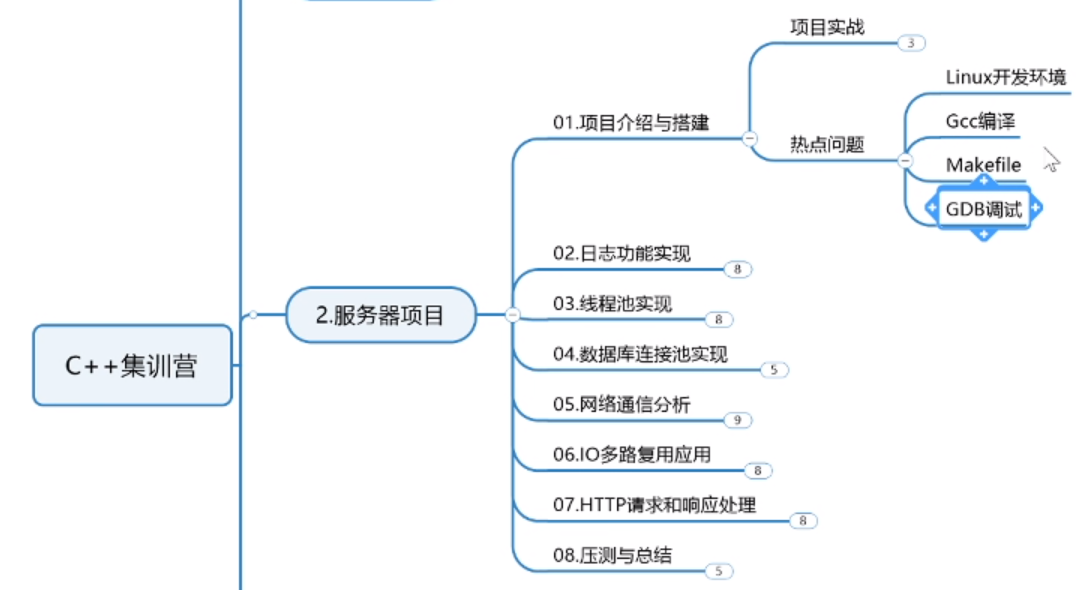 C++集训营
2.服务器项目
01.项目介绍与搭建
项目实战
3
热点问题
Linux开发环境
Gcc编译
Makefile
GDB调试
02.日志功能实现
8
03.线程池实现
8
04.数据库连接池实现
5
05.网络通信分析
9
06.IO多路复用应用
8
07.HTTP请求和响应处理
8
08.压测与总结
5